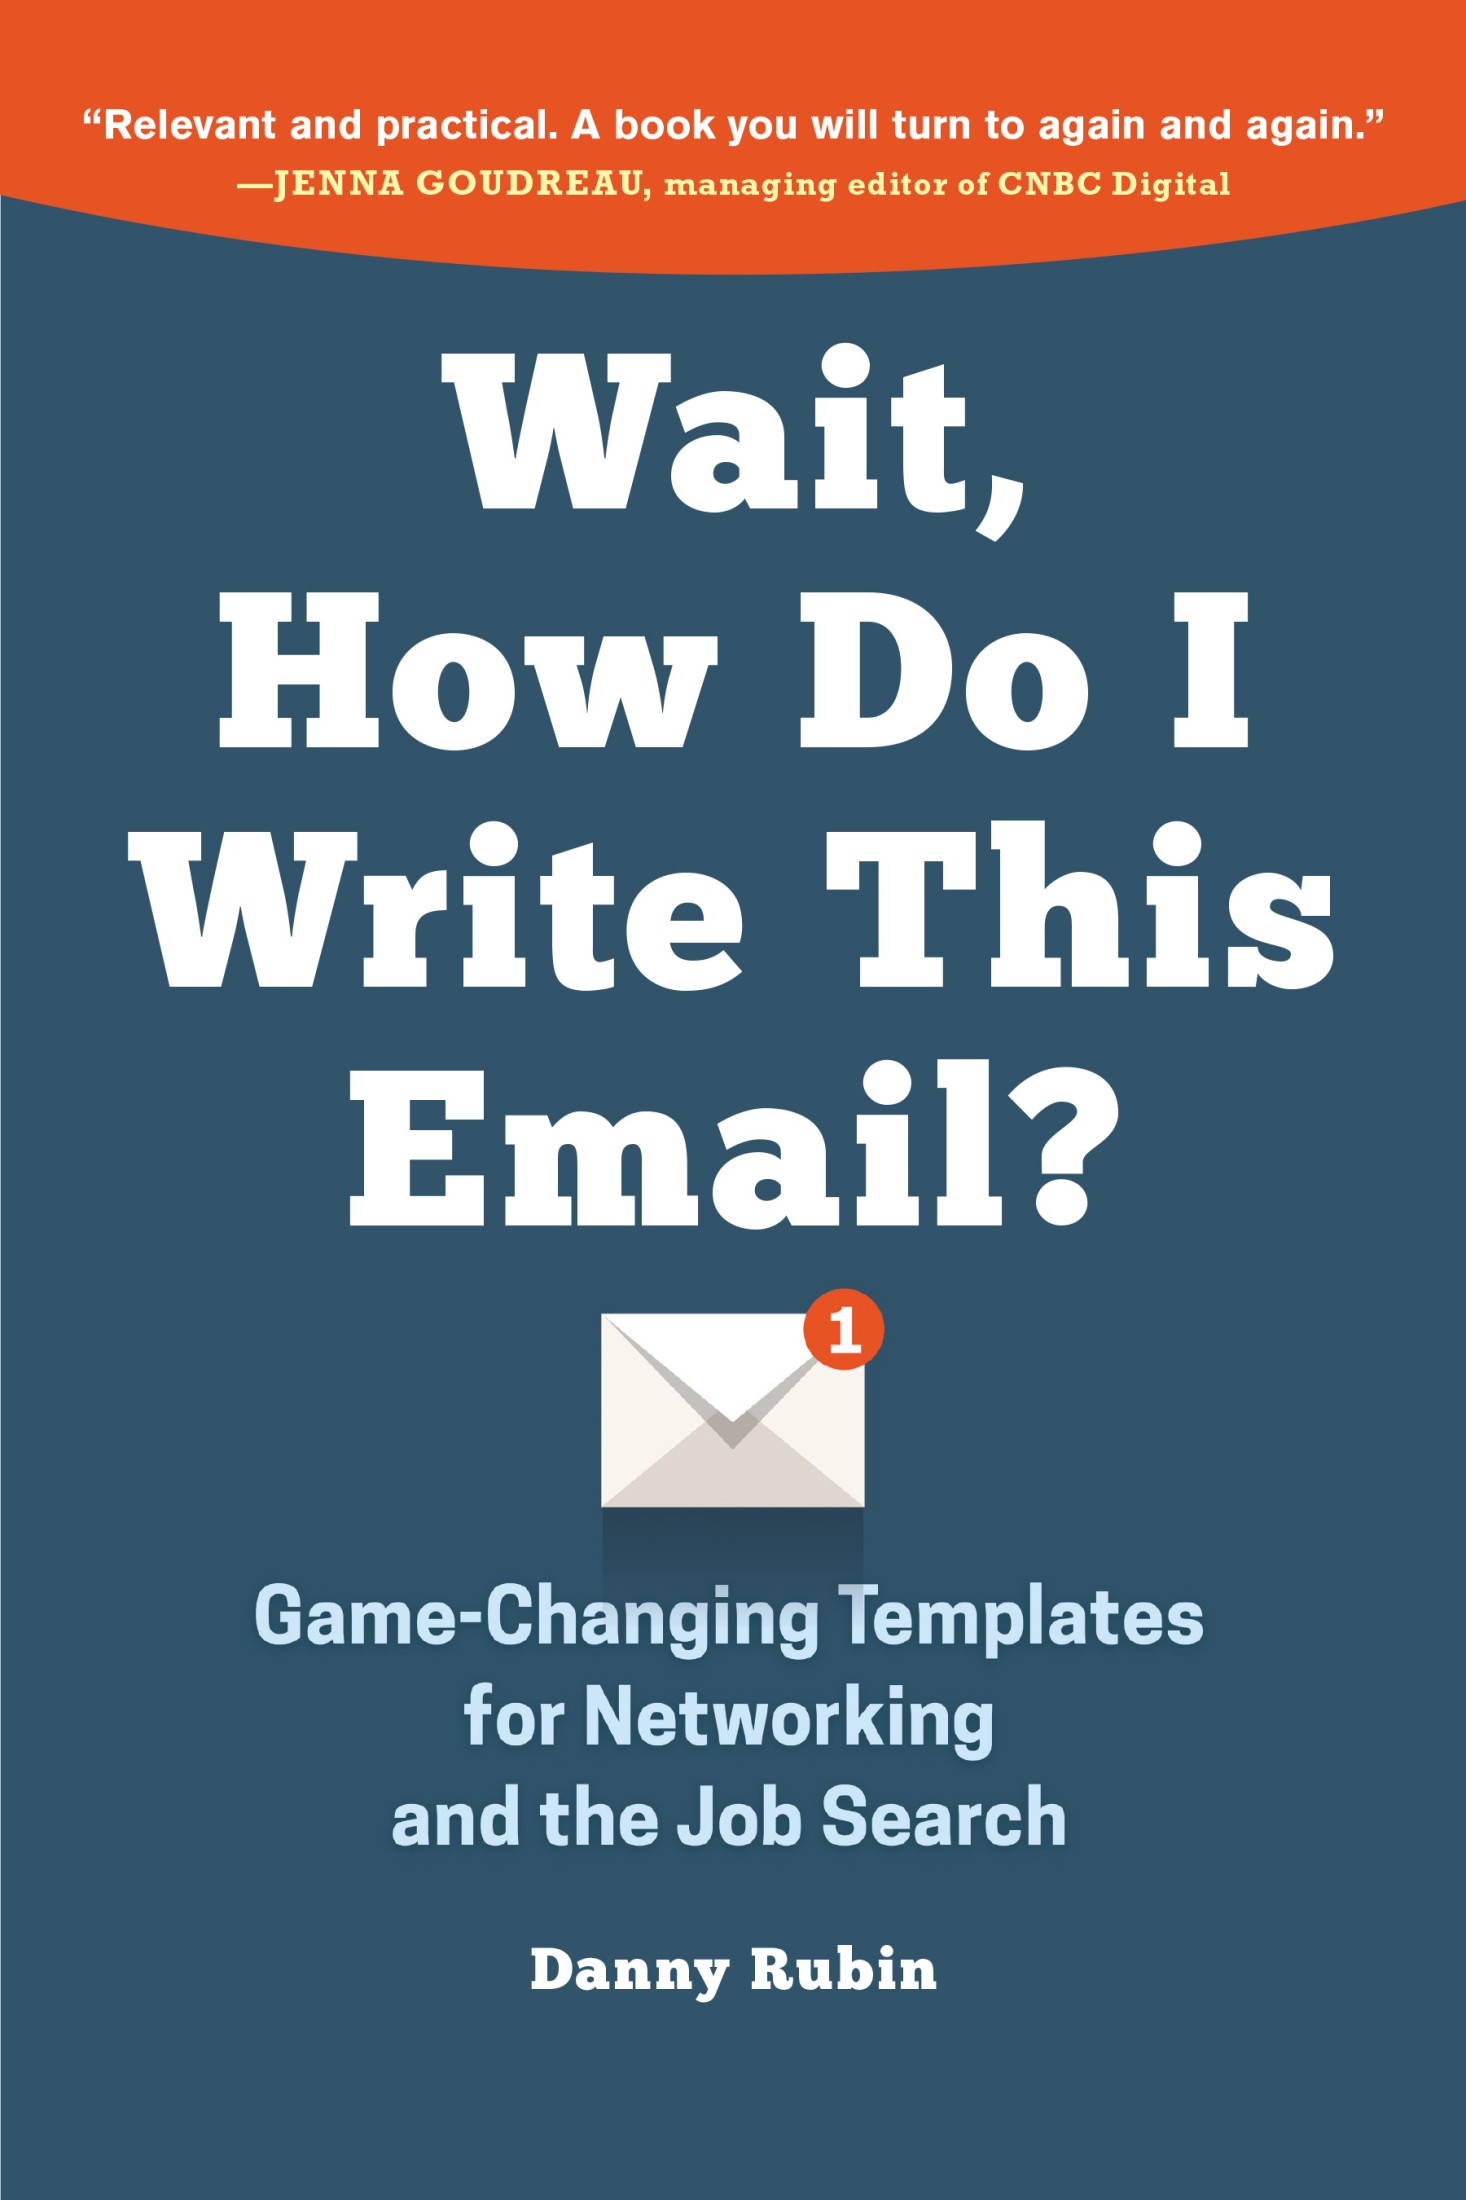 “Relevant and practical. A book you will turn to again and again.”
—JENNA GOUDREAU, managing editor of CNBC Digital
Wait,
How Do I
Write This
Email?
1
Game-Changing Templates
for Networking
and the Job Search
Danny Rubin